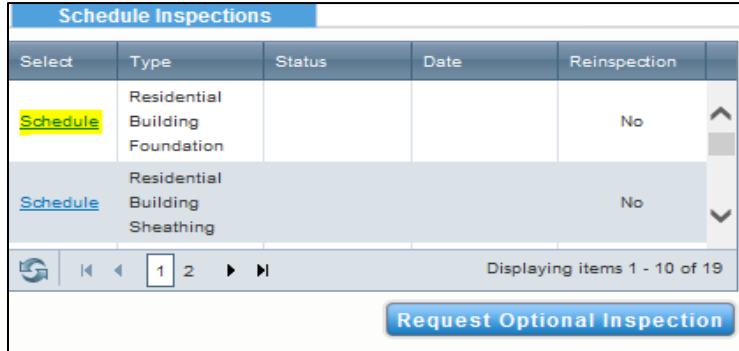 Schedule Inspections
Select Type Status Date Reinspection
Residential
Schedule Building No
Foundation
Residential
Schedule Building No
Sheathing
1 2 Displaying items 1 - 10 of 19
Request Optional Inspection